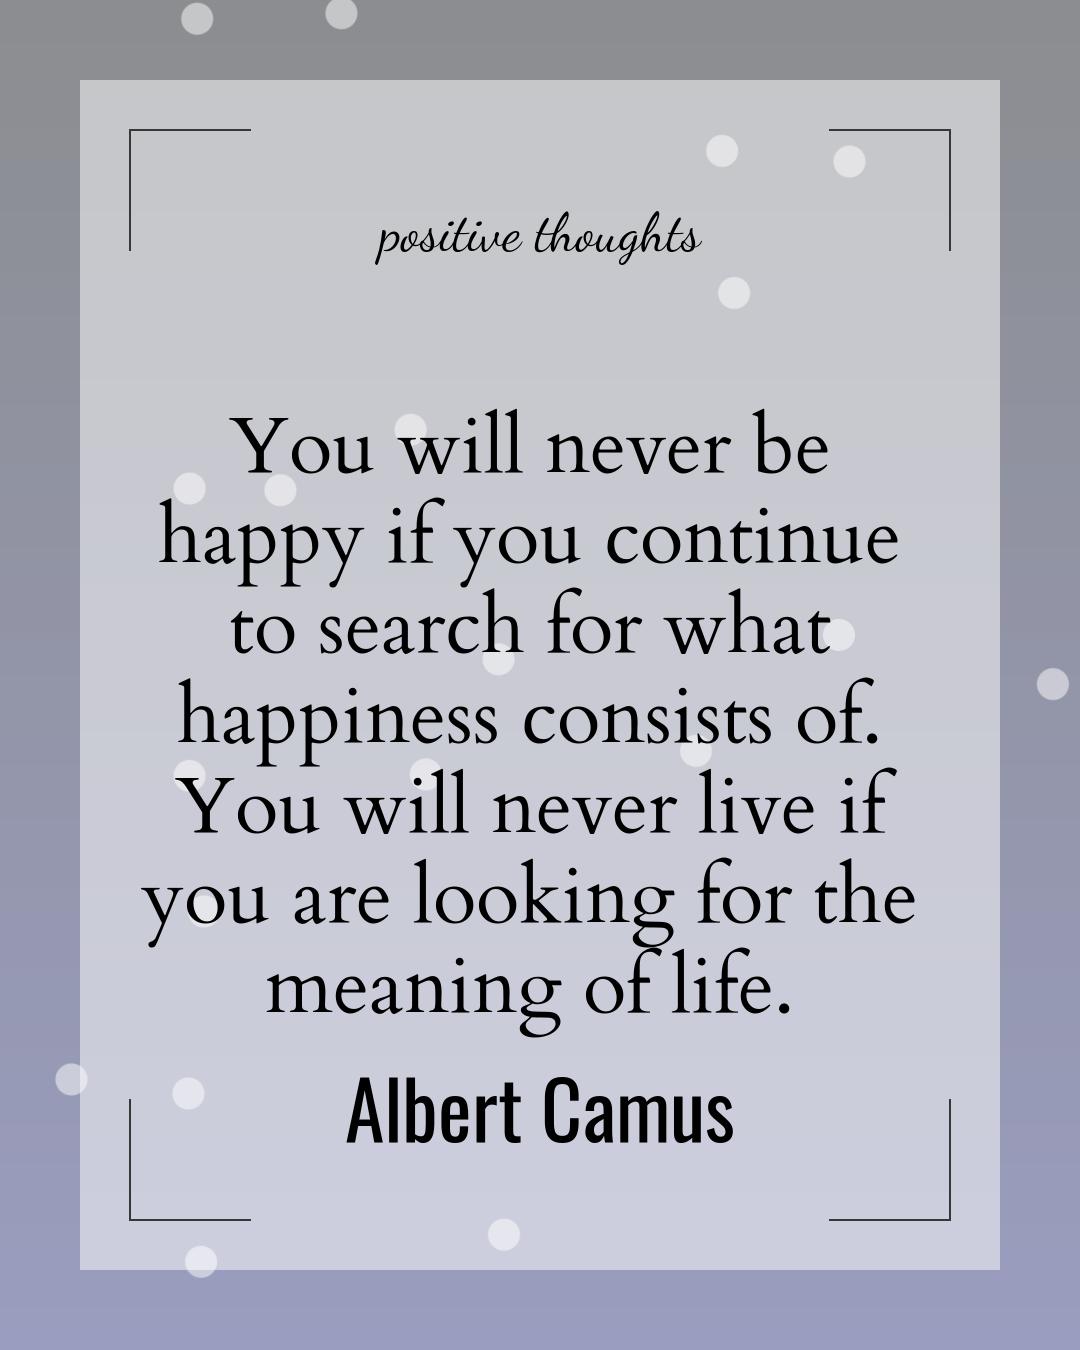 positive thoughts
You will never be
happy if you continue
to search for what
happiness consists of.
You will never live if
you are looking for the
meaning of life.
Albert Camus